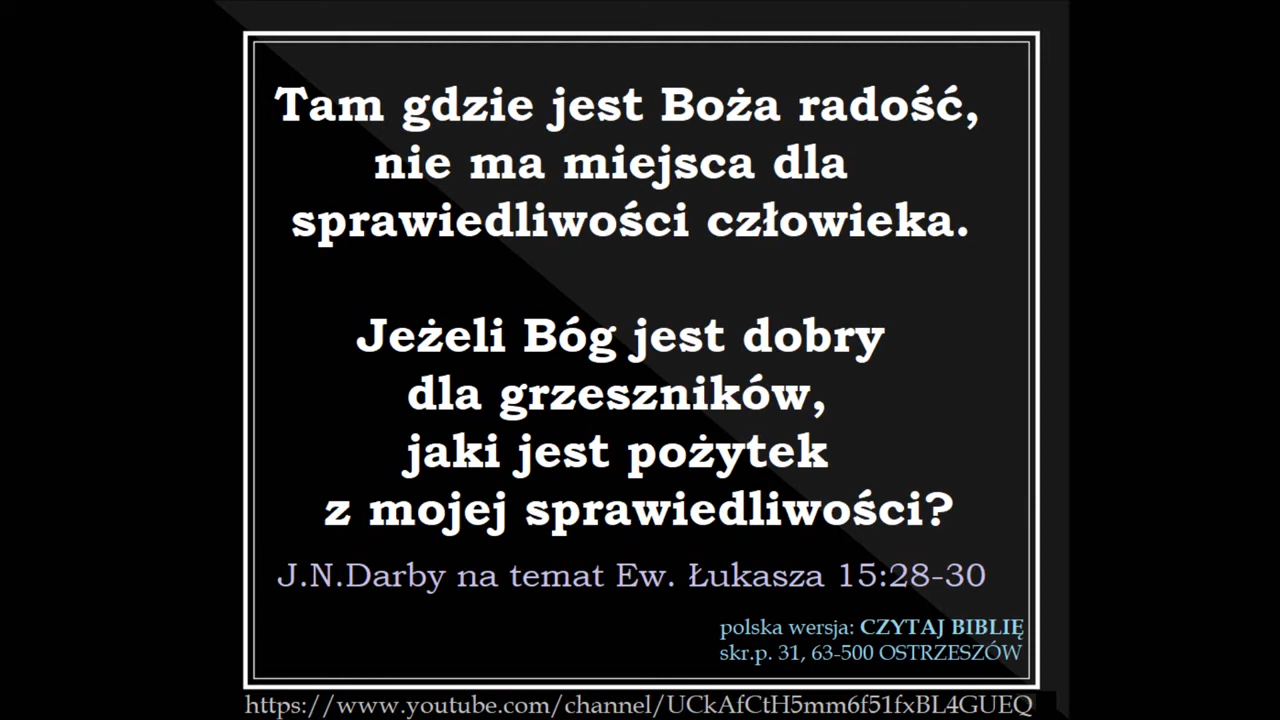 Tam gdzie jest Boża radość,
nie ma miejsca dla
sprawiedliwości człowieka.
Jeżeli Bóg jest dobry
dla grzeszników,
jaki jest pożytek
z mojej sprawiedliwości?
J.N.Darby na temat Ew. Łukasza 15:28-30
polska wersja: CZYTAJ BIBLIĘ
skr.p. 31, 63-500 OSTRZESZÓW
https://www.youtube.com/channel/UCkAfCtH5mm6f51fxBL4GUEQ